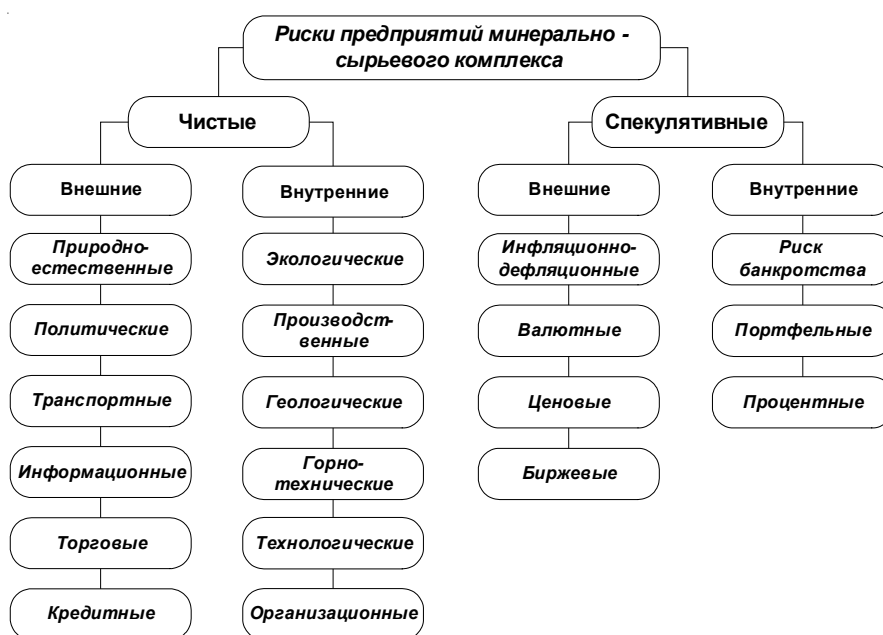 Риски предприятий минерально -
сырьевого комплекса
Чистые
Спекулятивные
Внешние
Внутренние
Внешние
Внутренние
Природно-
естественные
Политические
Транспортные
Информационные
Торговые
Кредитные
Экологические
Производст-
венные
Геологические
Горно-
технические
Технологические
Организационные
Инфляционно-
дефляционные
Валютные
Ценовые
Биржевые
Риск
банкротства
Портфельные
Процентные